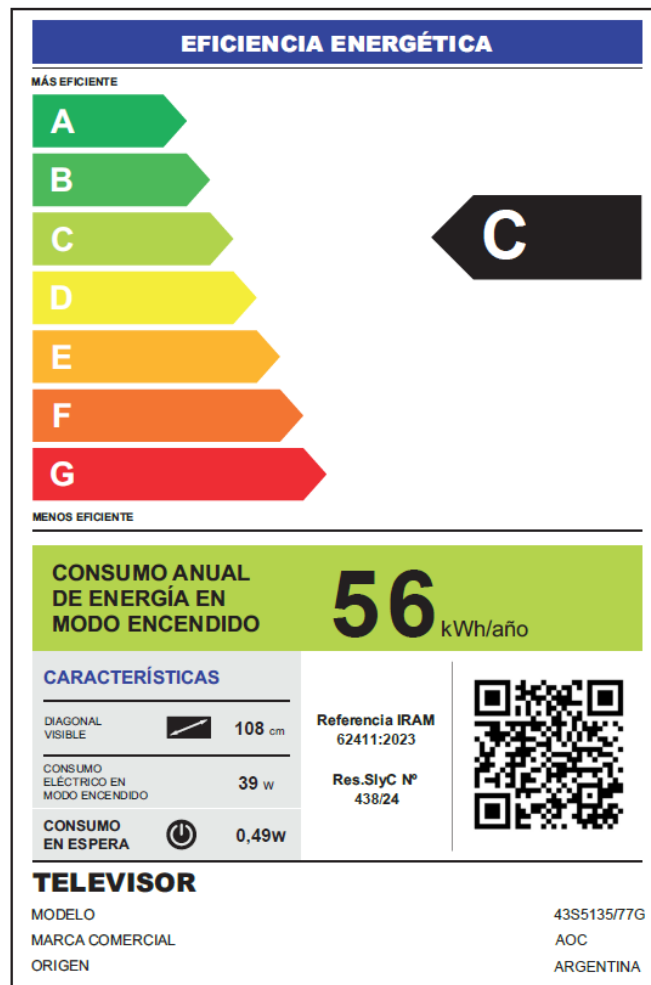 EFICIENCIA ENERGÉTICA
MÁS EFICIENTE
A
B
C
C
D
E
F
G
MENOS EFICIENTE
CONSUMO ANUAL
DE ENERGÍA EN
MODO ENCENDIDO
56 kWh/año
CARACTERÍSTICAS
DIAGONAL
VISIBLE
108 cm
CONSUMO
ELÉCTRICO EN
MODO ENCENDIDO
39 w
CONSUMO
EN ESPERA
0,49w
Referencia IRAM
62411:2023
Res.SIyC Nº
438/24
TELEVISOR
MODELO 43S5135/77G
MARCA COMERCIAL AOC
ORIGEN ARGENTINA